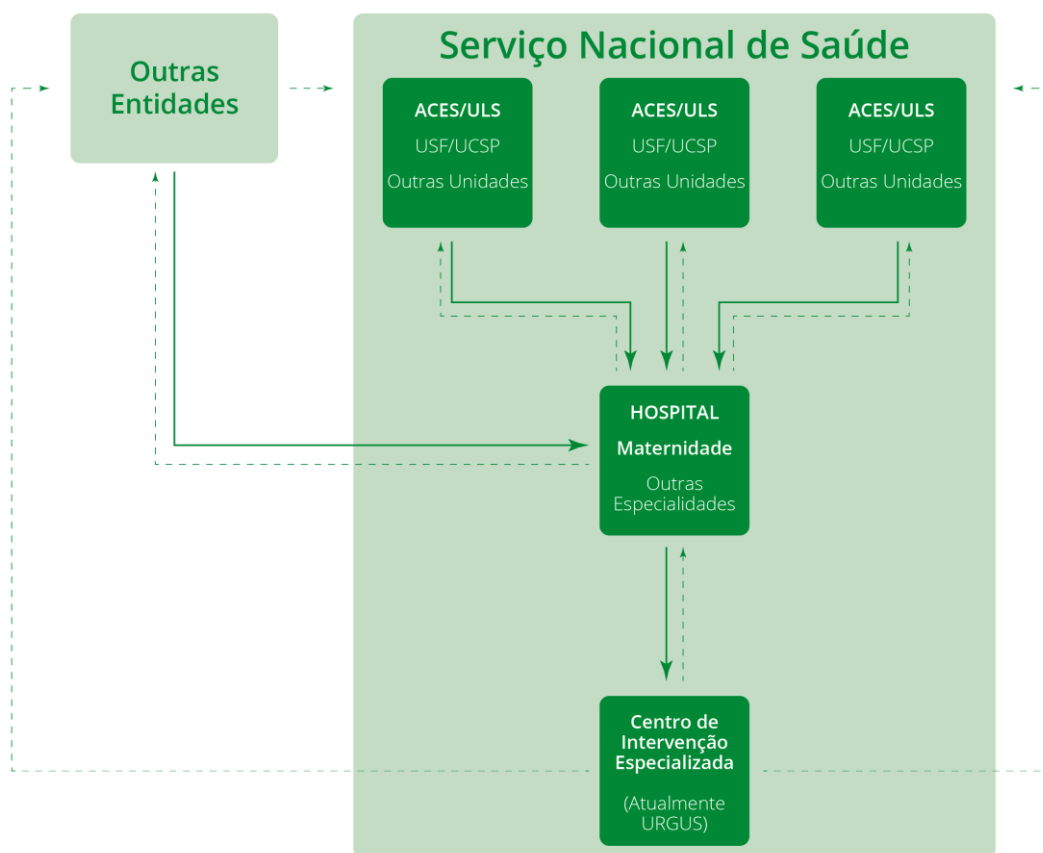 Outras
Entidades
Serviço Nacional de Saúde
ACES/ULS
USF/UCSP
Outras Unidades
ACES/ULS
USF/UCSP
Outras Unidades
ACES/ULS
USF/UCSP
Outras Unidades
HOSPITAL
Maternidade
Outras
Especialidades
Centro de
Intervenção
Especializada
(Atualmente
URGUS)